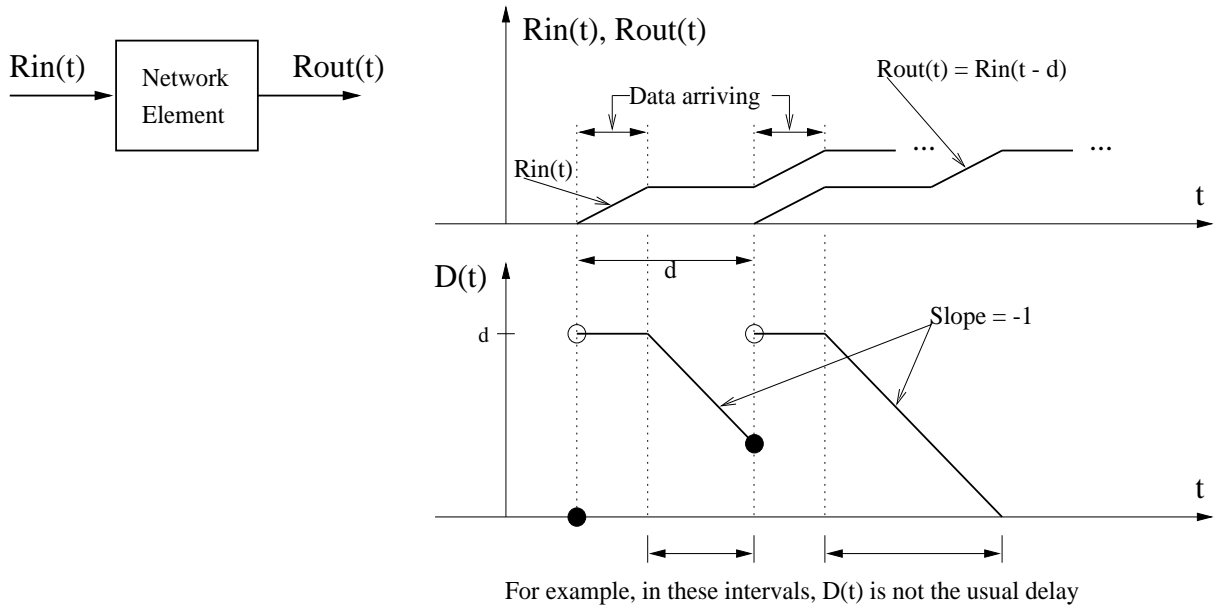 Rin(t)
Network
Element
Rout(t)
Rin(t), Rout(t)
Data arriving
Rout(t) = Rin(t - d)
...
...
Rin(t)
t
d
D(t)
d
Slope = -1
t
For example, in these intervals, D(t) is not the usual delay